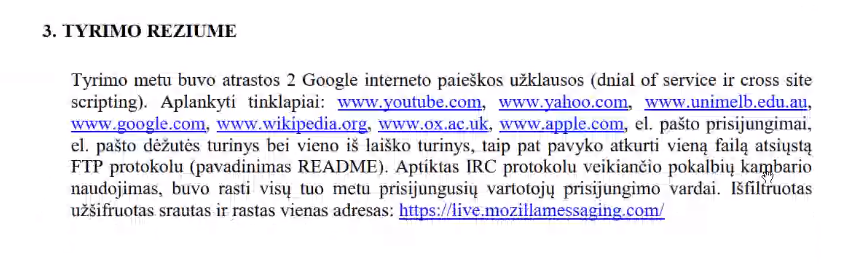 3. TYRIMO REZIUME
Tyrimo metu buvo atrastos 2 Google interneto paieškos užklausos (dnial of service ir cross site
scripting). Aplankyti tinklapiai: www.youtube.com, www.yahoo.com, www.unimelb.edu.au,
www.google.com, www.wikipedia.org, www.ox.ac.uk, www.apple.com, el. pašto prisijungimai,
el. pašto dėžutės turinys bei vieno iš laiško turinys, taip pat pavyko atkurti vieną failą atsiųstą
FTP protokolu (pavadinimas README). Aptiktas IRC protokolu veikiančio pokalbių kambario
naudojimas, buvo rasti visų tuo metu prisijungusių vartotojų prisijungimo vardai. Išfiltruotas
užšifruotas srautas ir rastas vienas adresas: https://live.mozillamessaging.com/